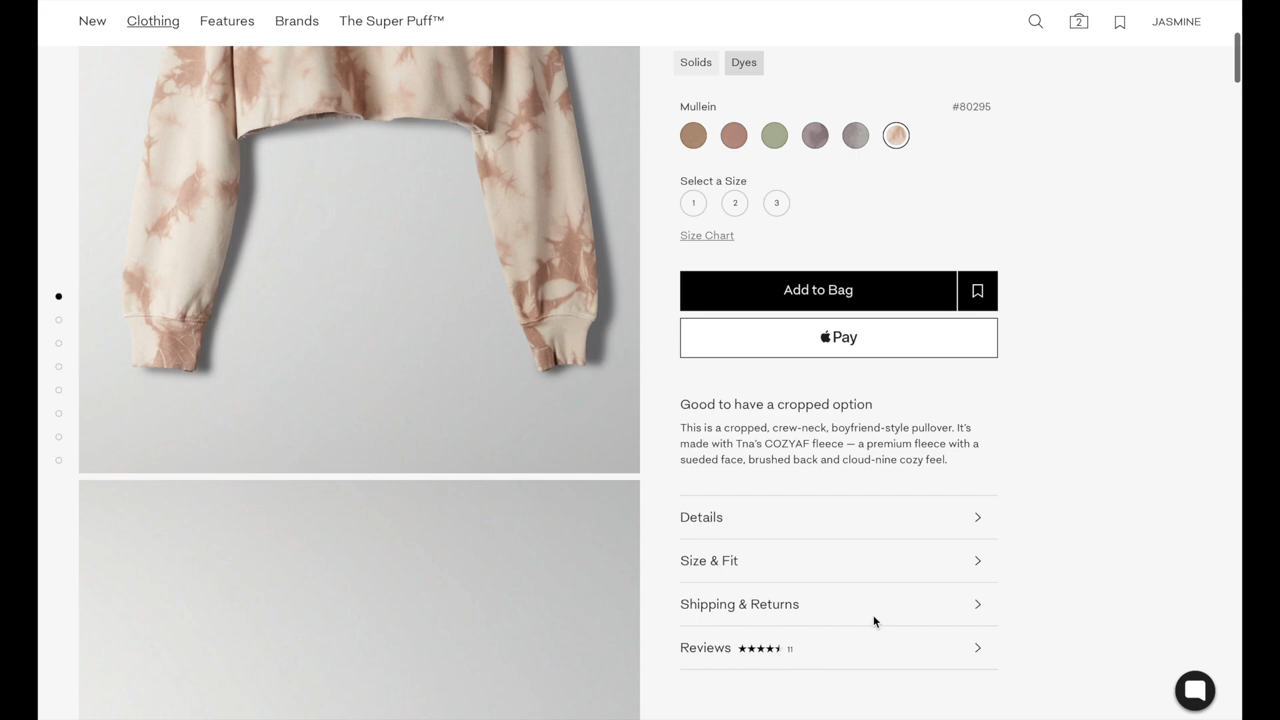 New Clothing Features Brands The Super Puff™ 2 JASMINE
Solids Dyes
Mullein #80295
Select a Size
1 2 3
Size Chart
Add to Bag
Pay
Good to have a cropped option
This is a cropped, crew-neck, boyfriend-style pullover. It’s
made with Tna’s COZYAF fleece — a premium fleece with a
sueded face, brushed back and cloud-nine cozy feel.
Details
Size & Fit
Shipping & Returns
Reviews 11